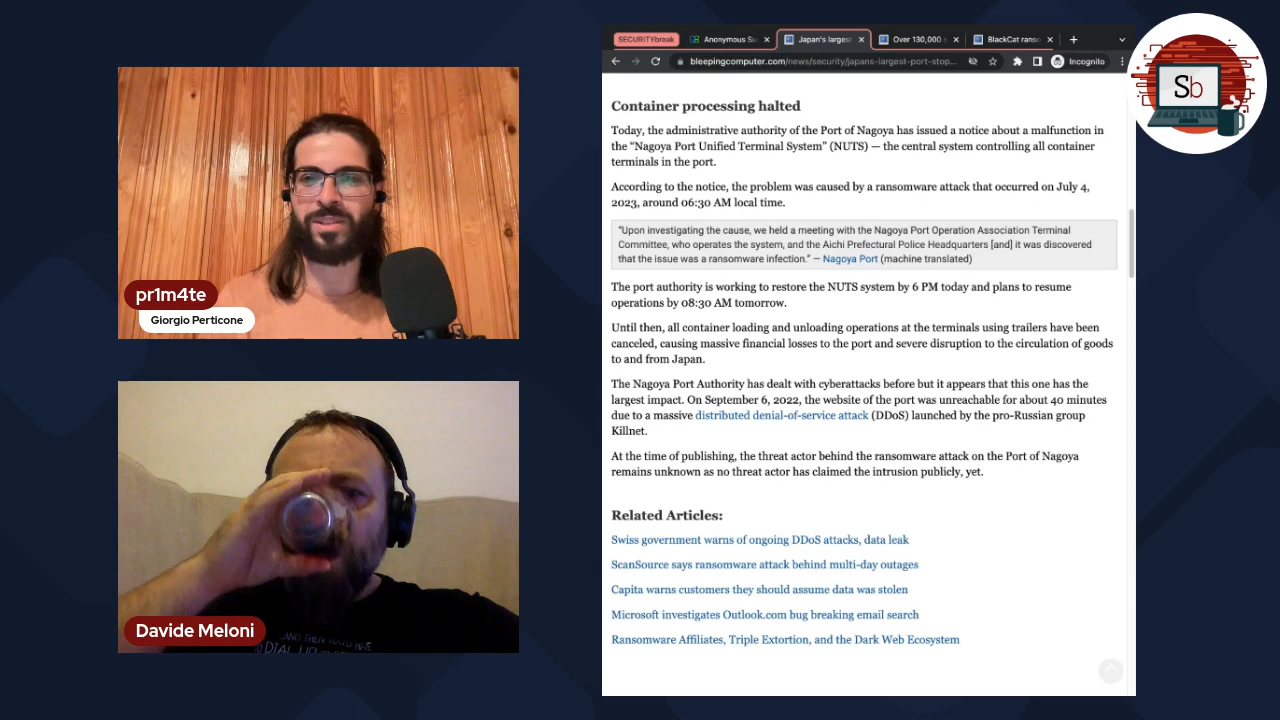 SECURITYbreak
Anonymous Su
Japan's largest
Over 130,000 s
BlackCat ranso
bleepingcomputer.com/news/security/japans-largest-port-stop...
Incognito
Sb
Container processing halted
Today, the administrative authority of the Port of Nagoya has issued a notice about a malfunction in
the “Nagoya Port Unified Terminal System” (NUTS) — the central system controlling all container
terminals in the port.
According to the notice, the problem was caused by a ransomware attack that occurred on July 4,
2023, around 06:30 AM local time.
“Upon investigating the cause, we held a meeting with the Nagoya Port Operation Association Terminal
Committee, who operates the system, and the Aichi Prefectural Police Headquarters [and] it was discovered
that the issue was a ransomware infection.” — Nagoya Port (machine translated)
The port authority is working to restore the NUTS system by 6 PM today and plans to resume
operations by 08:30 AM tomorrow.
Until then, all container loading and unloading operations at the terminals using trailers have been
canceled, causing massive financial losses to the port and severe disruption to the circulation of goods
to and from Japan.
The Nagoya Port Authority has dealt with cyberattacks before but it appears that this one has the
largest impact. On September 6, 2022, the website of the port was unreachable for about 40 minutes
due to a massive distributed denial-of-service attack (DDoS) launched by the pro-Russian group
Killnet.
At the time of publishing, the threat actor behind the ransomware attack on the Port of Nagoya
remains unknown as no threat actor has claimed the intrusion publicly, yet.
Related Articles:
Swiss government warns of ongoing DDoS attacks, data leak
ScanSource says ransomware attack behind multi-day outages
Capita warns customers they should assume data was stolen
Microsoft investigates Outlook.com bug breaking email search
Ransomware Affiliates, Triple Extortion, and the Dark Web Ecosystem
pr1m4te
Giorgio Perticone
Davide Meloni
AND THEN
DIAL UP